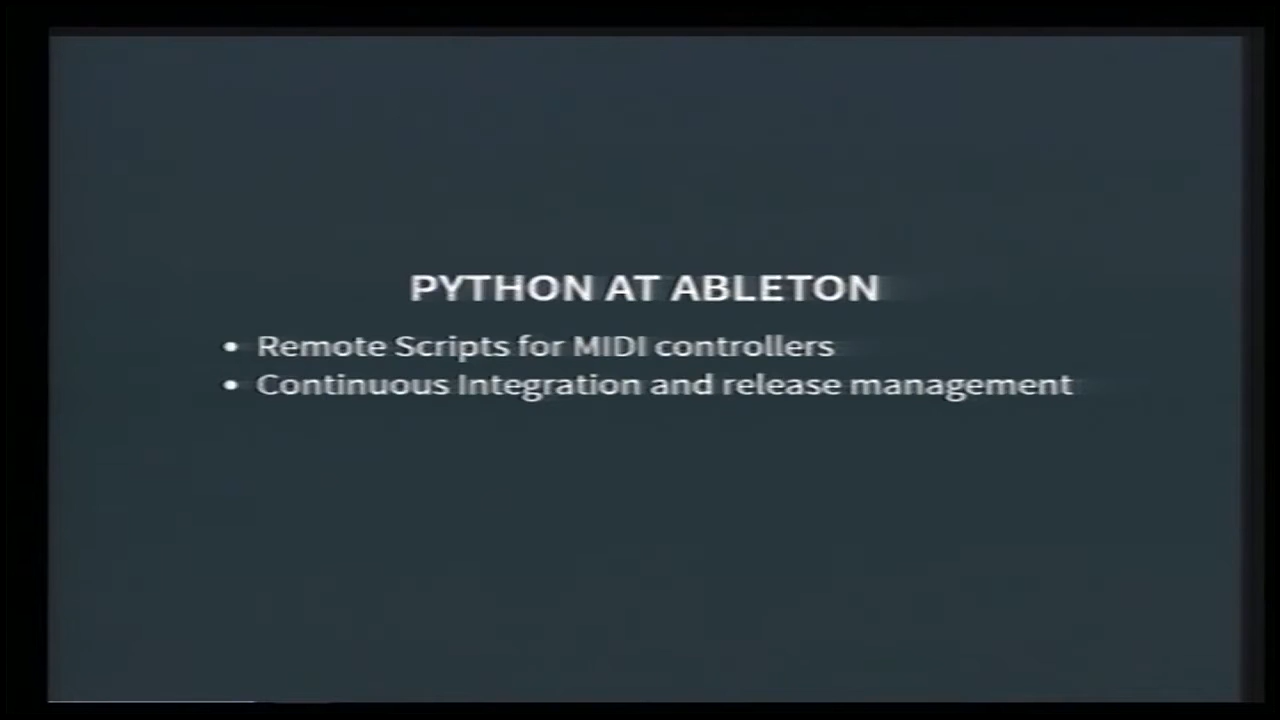 PYTHON AT ABLETON
• Remote Scripts for MIDI controllers
• Continuous Integration and release management